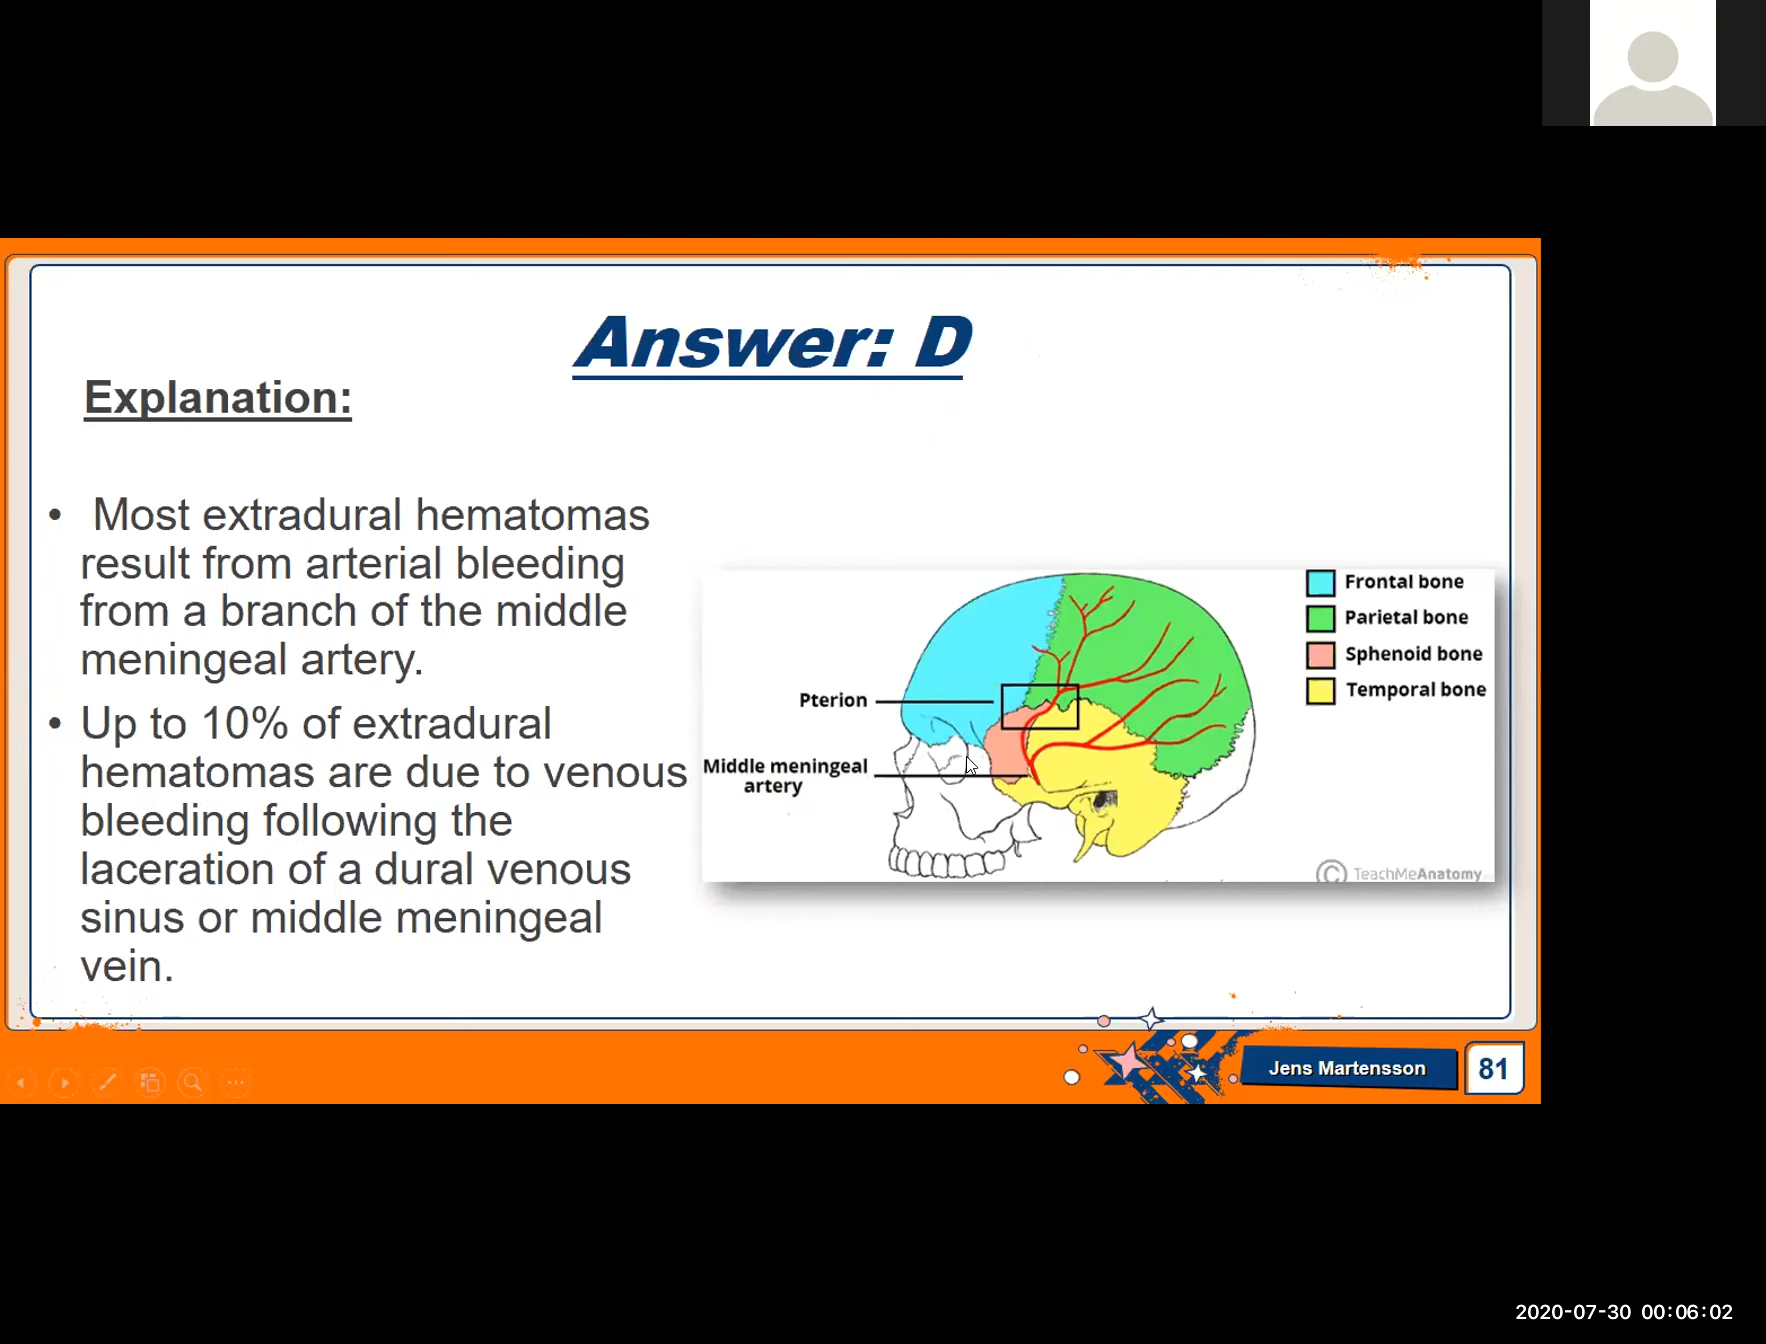 Answer: D
Explanation:
• Most extradural hematomas
result from arterial bleeding
from a branch of the middle
meningeal artery.
• Up to 10% of extradural
hematomas are due to venous
bleeding following the
laceration of a dural venous
sinus or middle meningeal
vein.
Pterion
Middle meningeal
artery
Frontal bone
Parietal bone
Sphenoid bone
Temporal bone
© TeachMeAnatomy
Jens Martensson
81
2020-07-30 00:06:02